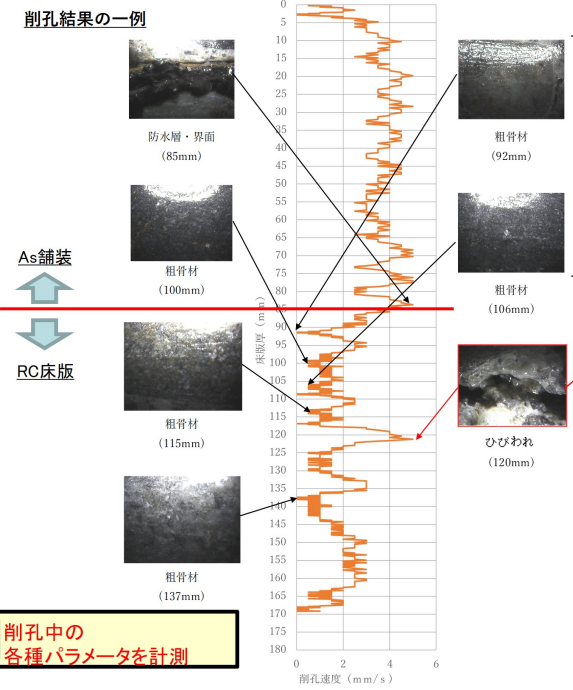 削孔結果の一例
防水層・界面
(85mm)
粗骨材
(92mm)
粗骨材
(100mm)
粗骨材
(106mm)
As舗装
RC床版
粗骨材
(115mm)
ひびわれ
(120mm)
粗骨材
(137mm)
削孔中の
各種パラメータを計測
床版厚(mm)
0
5
10
15
20
25
30
35
40
45
50
55
60
65
70
75
80
85
90
95
100
105
110
115
120
125
130
135
140
145
150
155
160
165
170
175
180
0 2 4 6
削孔速度(mm/s)